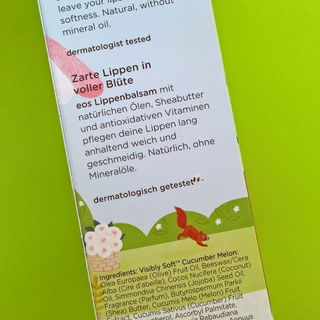 leave your lips
softness. Natural, without
mineral oil.
dermatologist tested
Zarte Lippen in
voller Blüte
eos Lippenbalsam mit
natürlichen Ölen, Sheabutter
und antioxidativen Vitaminen
pflegen deine Lippen lang
anhaltend weich und
geschmeidig. Natürlich, ohne
Mineralöle.
dermatologisch getestet
Ingredients: Visibly Soft™ Cucumber Melon:
Olea Europaea (Olive) Fruit Oil, Beeswax/Cera
Alba (Cire d'abeille), Cocos Nucifera (Coconut)
Oil, Simmondsia Chinensis (Jojoba) Seed Oil,
Fragrance (Parfum), Butyrospermum Parkii
(Shea) Butter, Cucumis Melo (Melon) Fruit
Extract, Cucumis Sativus (Cucumber) Fruit
Ascorbyl Palmitate,
Rebaudiana
Annuus